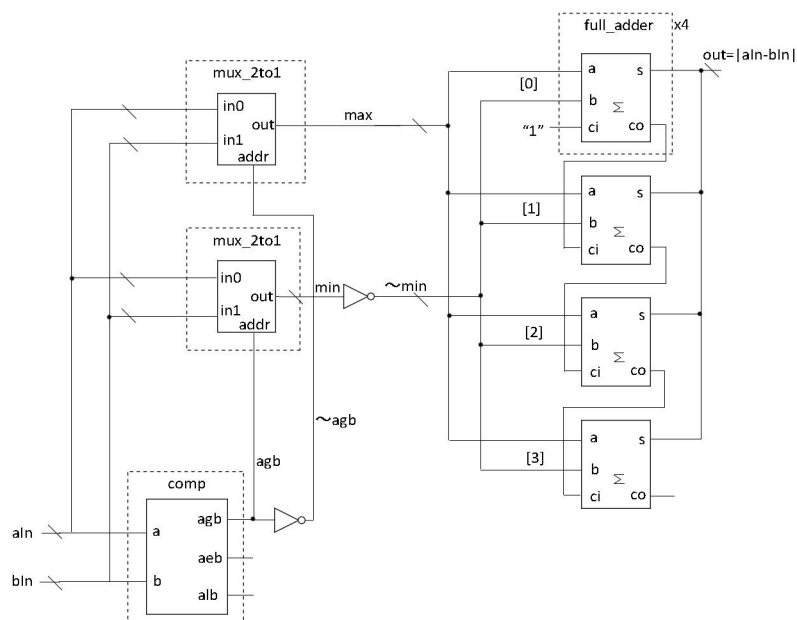 full_adder x4
out=|aIn-bIn|
mux_2to1
in0
in1
out
addr
max
[0]
a
b
ci
s
co
Σ
"1"
[1]
a
b
ci
s
co
Σ
mux_2to1
in0
in1
out
addr
min
～min
[2]
a
b
ci
s
co
Σ
～agb
agb
[3]
a
b
ci
s
co
Σ
comp
aIn
bIn
a
b
agb
aeb
alb